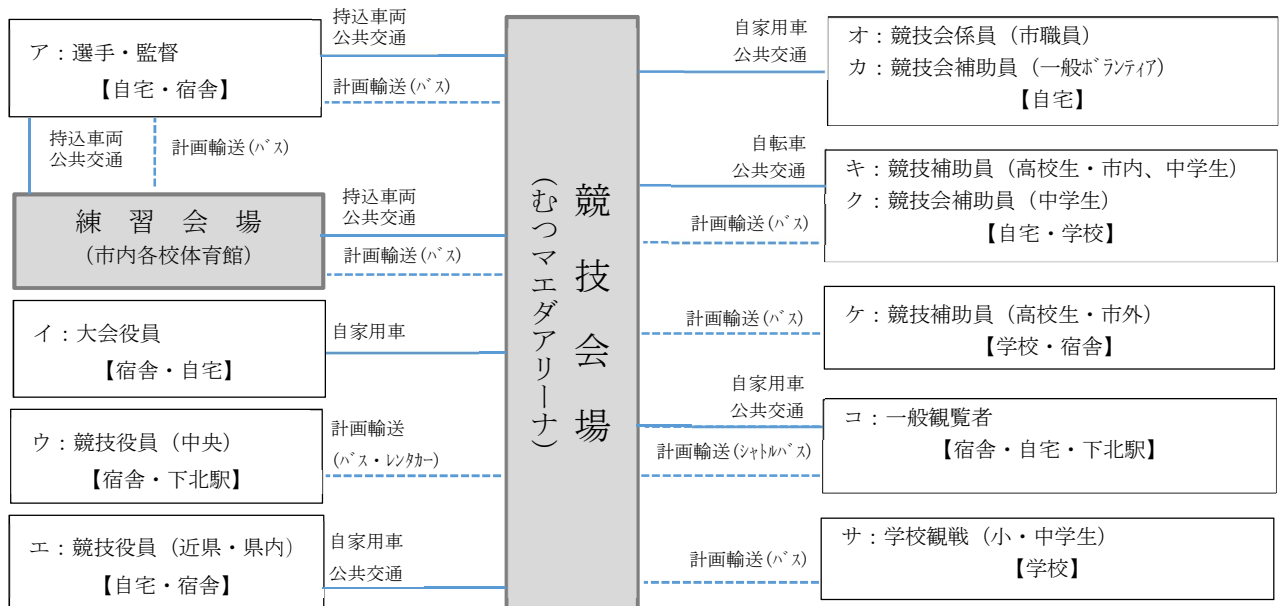 ア：選手・監督
【自宅・宿舎】
持込車両
公共交通
計画輸送(ﾊﾞｽ)
持込車両
公共交通
計画輸送(ﾊﾞｽ)
練　習　会　場
(市内各校体育館)
持込車両
公共交通
計画輸送(ﾊﾞｽ)
イ：大会役員
【宿舎・自宅】
自家用車
ウ：競技役員（中央）
【宿舎・下北駅】
計画輸送
(ﾊﾞｽ・ﾚﾝﾀｶｰ)
エ：競技役員（近県・県内）
【自宅・宿舎】
自家用車
公共交通
競技会場
(むつマエダアリーナ)
自家用車
公共交通
オ：競技会係員（市職員）
カ：競技会補助員（一般ﾎﾞﾗﾝﾃｨｱ）
【自宅】
自転車
公共交通
計画輸送(ﾊﾞｽ)
キ：競技補助員（高校生・市内、中学生）
ク：競技会補助員（中学生）
【自宅・学校】
計画輸送(ﾊﾞｽ)
ケ：競技補助員（高校生・市外）
【学校・宿舎】
自家用車
公共交通
計画輸送(ｼｬﾄﾙﾊﾞｽ)
コ：一般観覧者
【宿舎・自宅・下北駅】
計画輸送(ﾊﾞｽ)
サ：学校観戦（小・中学生）
【学校】